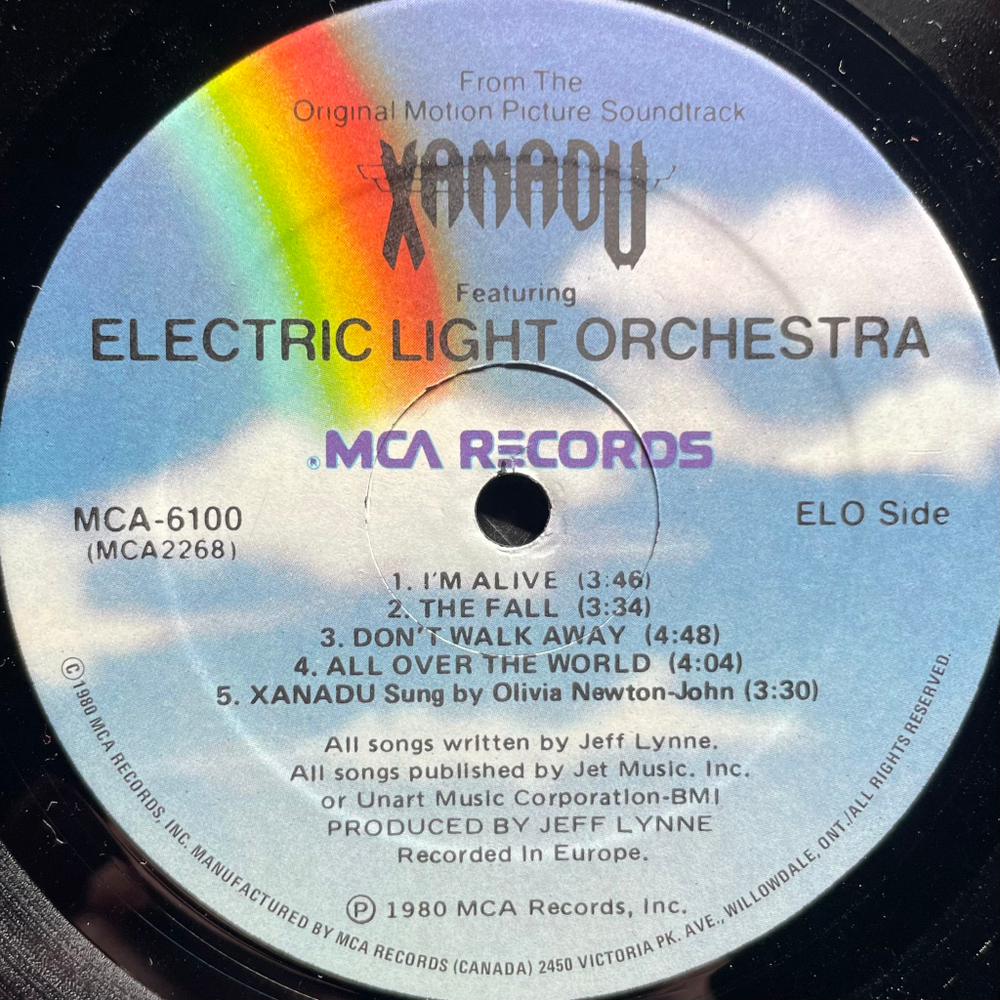 From The
Original Motion Picture Soundtrack
XANADU
Featuring
ELECTRIC LIGHT ORCHESTRA
®MCA RECORDS
MCA-6100
(MCA2268)
ELO Side
1. I'M ALIVE (3:46)
2. THE FALL (3:34)
3. DON'T WALK AWAY (4:48)
4. ALL OVER THE WORLD (4:04)
5. XANADU Sung by Olivia Newton-John (3:30)
All songs written by Jeff Lynne.
All songs published by Jet Music. Inc.
or Unart Music Corporation-BMI
PRODUCED BY JEFF LYNNE
Recorded In Europe.
℗ 1980 MCA Records, Inc.
©1980 MCA RECORDS, INC. MANUFACTURED BY MCA RECORDS (CANADA) 2450 VICTORIA PK. AVE., WILLOWDALE, ONT./ALL RIGHTS RESERVED.